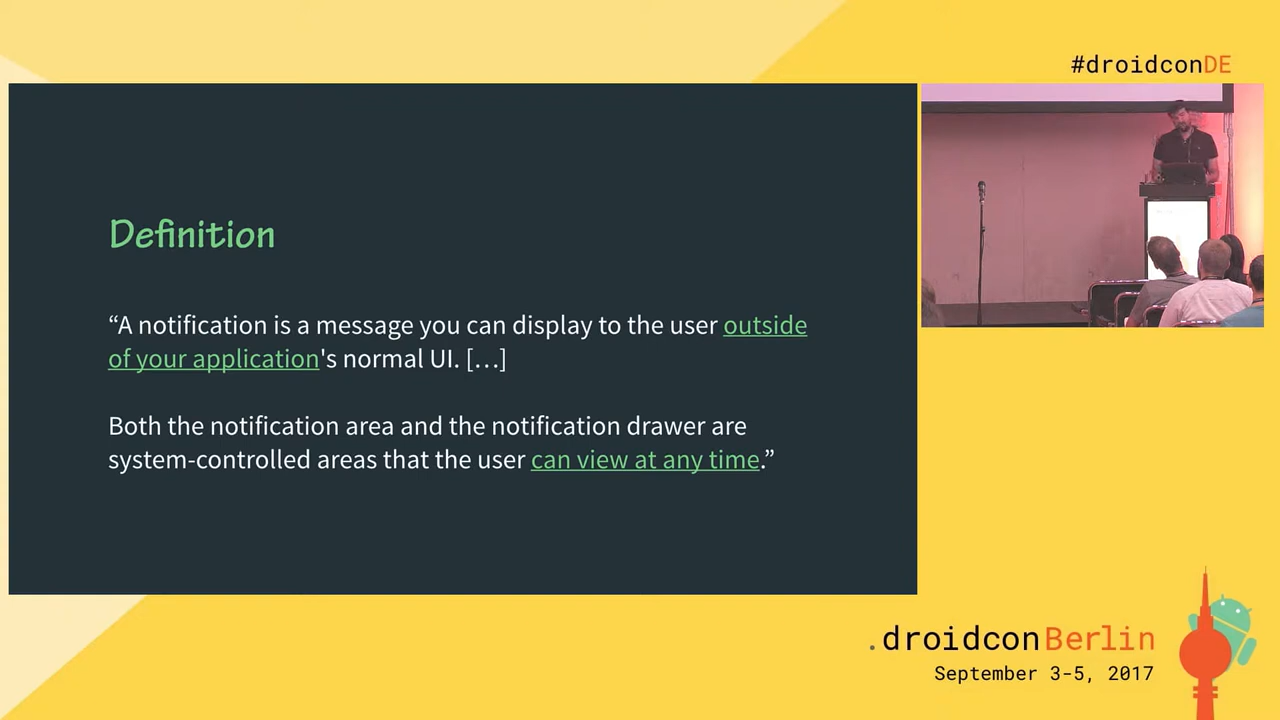 #droidconDE
Definition
“A notification is a message you can display to the user outside
of your application's normal UI. […]
Both the notification area and the notification drawer are
system-controlled areas that the user can view at any time.”
.droidconBerlin
September 3-5, 2017